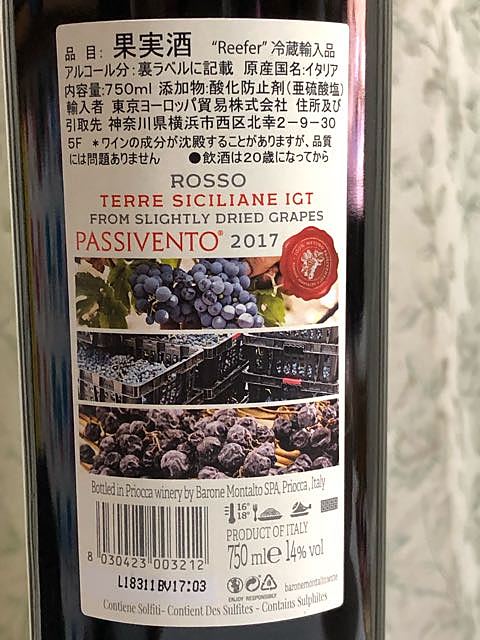 品 目: 果実酒 “Reefer” 冷蔵輸入品
アルコール分:裏ラベルに記載 原産国名:イタリア
内容量:750ml 添加物:酸化防止剤(亜硫酸塩)
輸入者 東京ヨーロッパ貿易株式会社 住所及び
引取先 神奈川県横浜市西区北幸2-9-30
5F *ワインの成分が沈殿することがありますが、品質
には問題ありません ●飲酒は20歳になってから
ROSSO
TERRE SICILIANE IGT
FROM SLIGHTLY DRIED GRAPES
PASSIVENTO® 2017
Bottled in Priocca winery by Barone Montalto SPA, Priocca, Italy
16°
18°
PRODUCT OF ITALY
750 ml e 14% vol
8 030423 003212
L18311BV17:03
ENJOY RESPONSIBLY
Contiene Solfiti- Contient Des Sulfites - Contains Sulphites